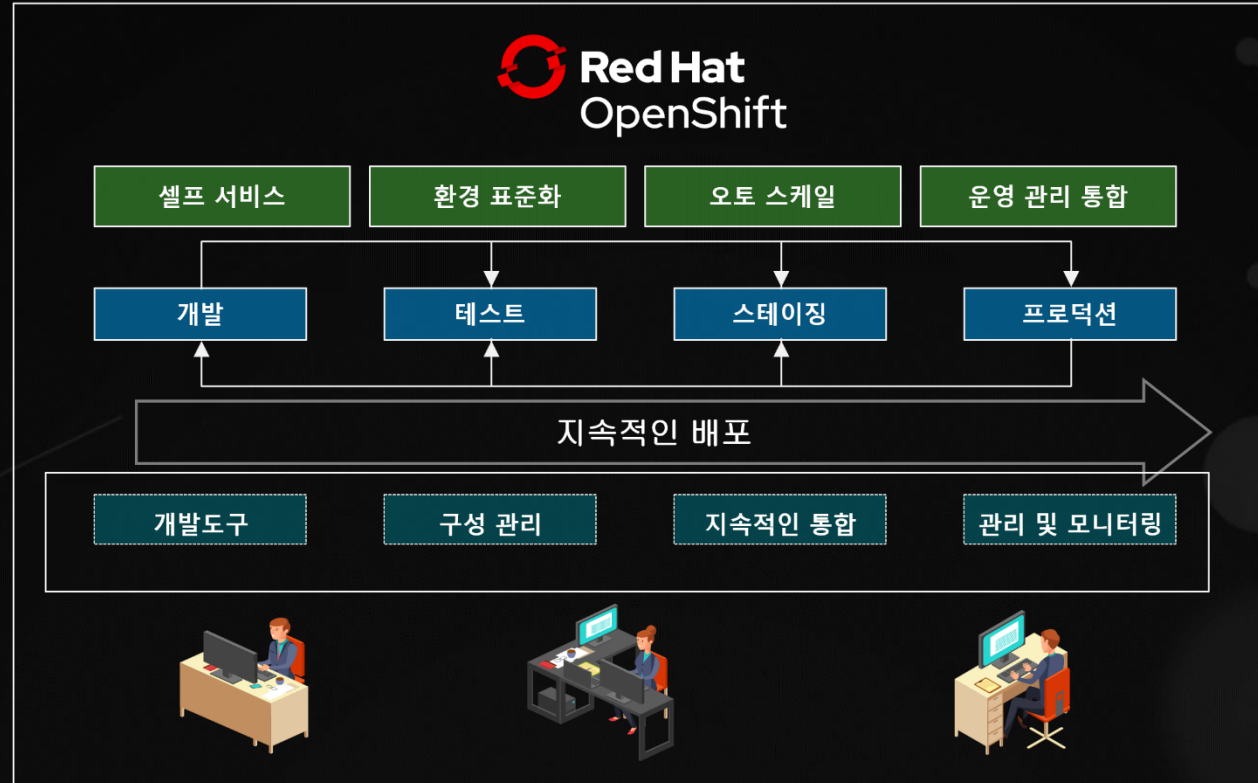 Red Hat
OpenShift
셀프 서비스
환경 표준화
오토 스케일
운영 관리 통합
개발
테스트
스테이징
프로덕션
지속적인 배포
개발도구
구성 관리
지속적인 통합
관리 및 모니터링